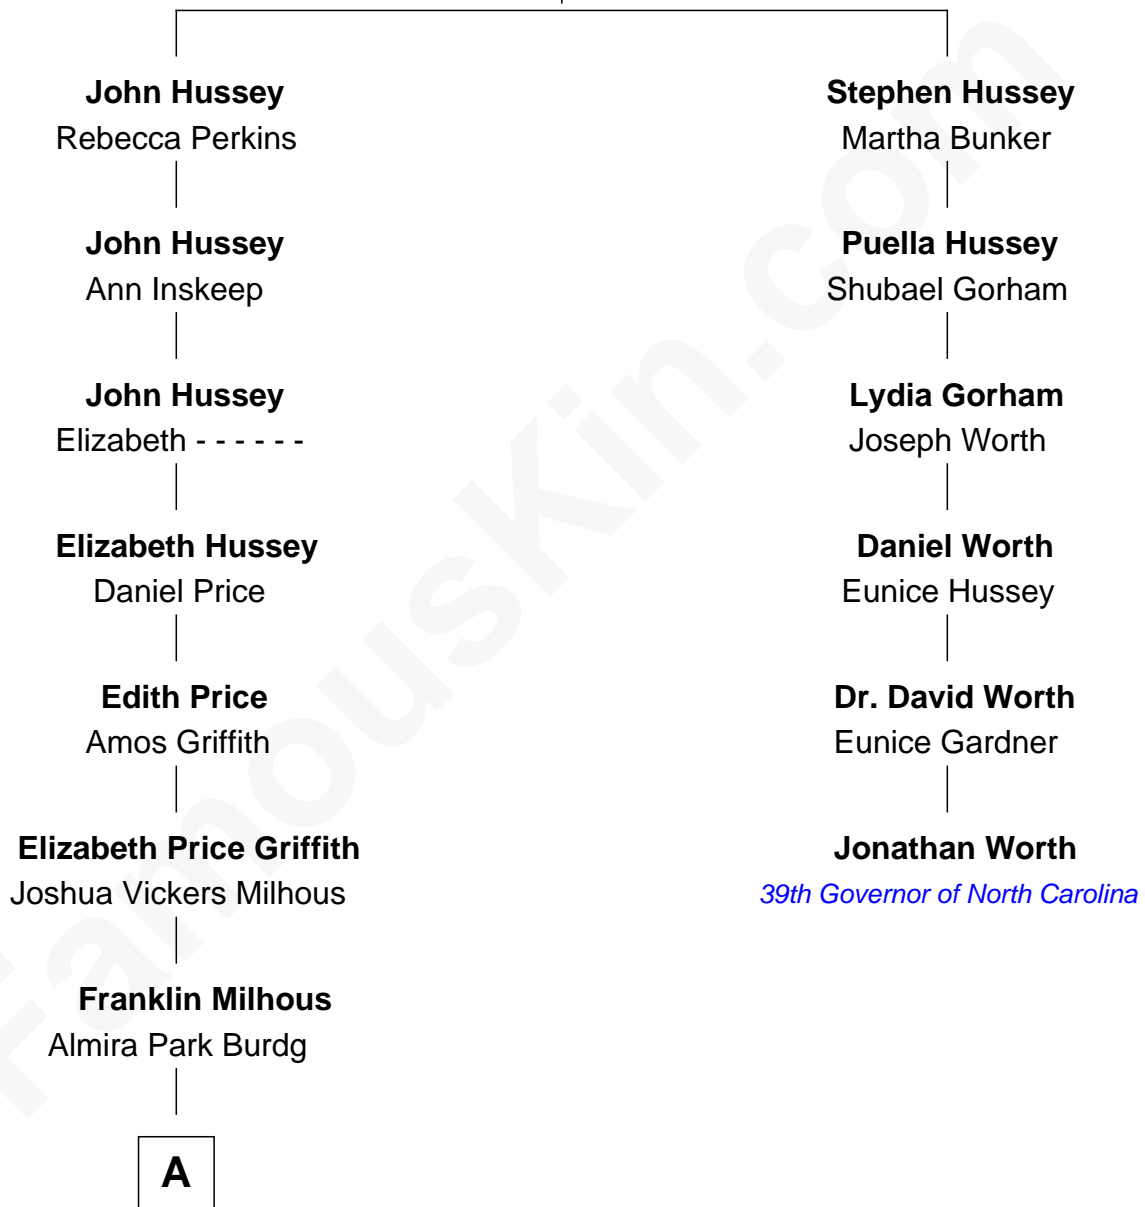 John Hussey
Rebecca Perkins
Stephen Hussey
Martha Bunker
John Hussey
Ann Inskeep
Puella Hussey
Shubael Gorham
John Hussey
Elizabeth - - - - - -
Lydia Gorham
Joseph Worth
Elizabeth Hussey
Daniel Price
Daniel Worth
Eunice Hussey
Edith Price
Amos Griffith
Dr. David Worth
Eunice Gardner
Elizabeth Price Griffith
Joshua Vickers Milhous
Jonathan Worth
39th Governor of North Carolina
Franklin Milhous
Almira Park Burdg
A
FamousKin.com